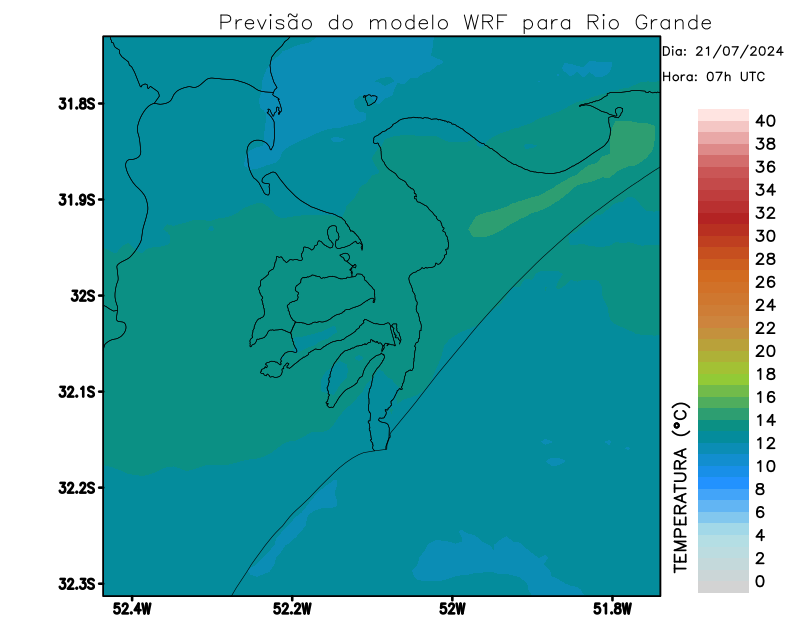 Previsão do modelo WRF para Rio Grande
Dia: 21/07/2024
Hora: 07h UTC
31.8S
31.9S
32S
32.1S
32.2S
32.3S
52.4W
52.2W
52W
51.8W
TEMPERATURA (°C)
40
38
36
34
32
30
28
26
24
22
20
18
16
14
12
10
8
6
4
2
0